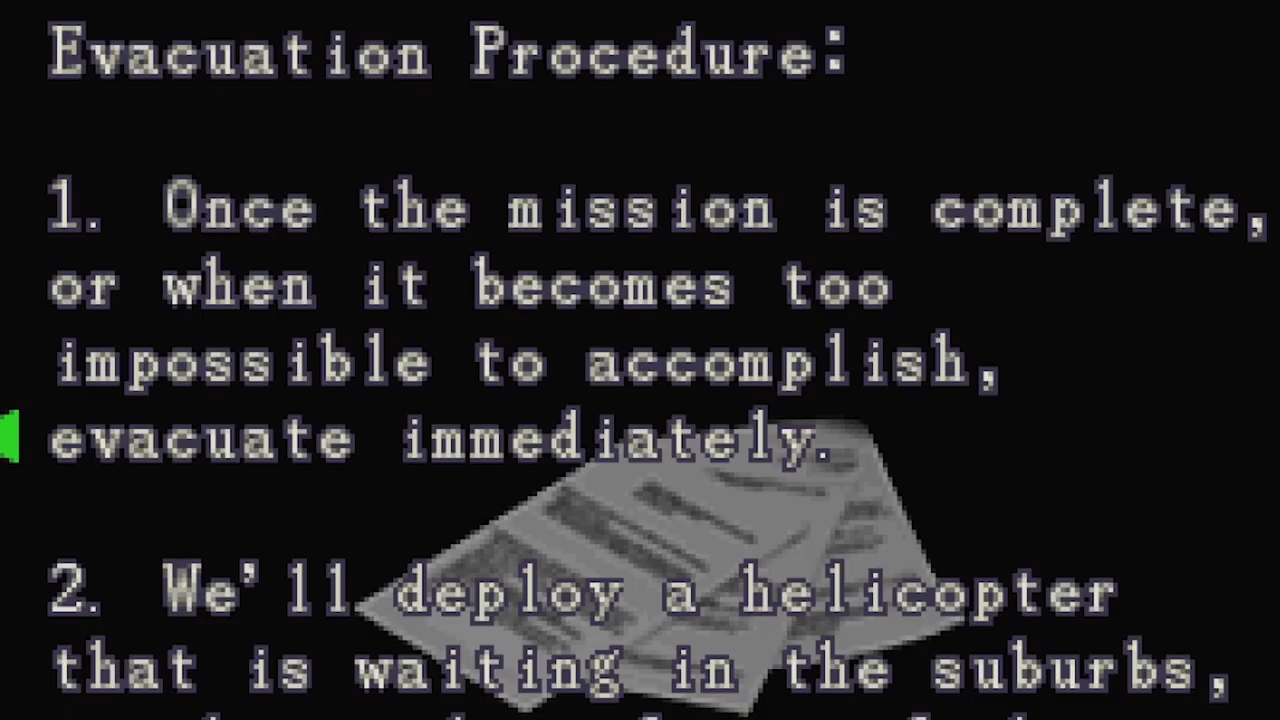 Evacuation Procedure:
1. Once the mission is complete,
or when it becomes too
impossible to accomplish,
evacuate immediately.
2. We'll deploy a helicopter
that is waiting in the suburbs,